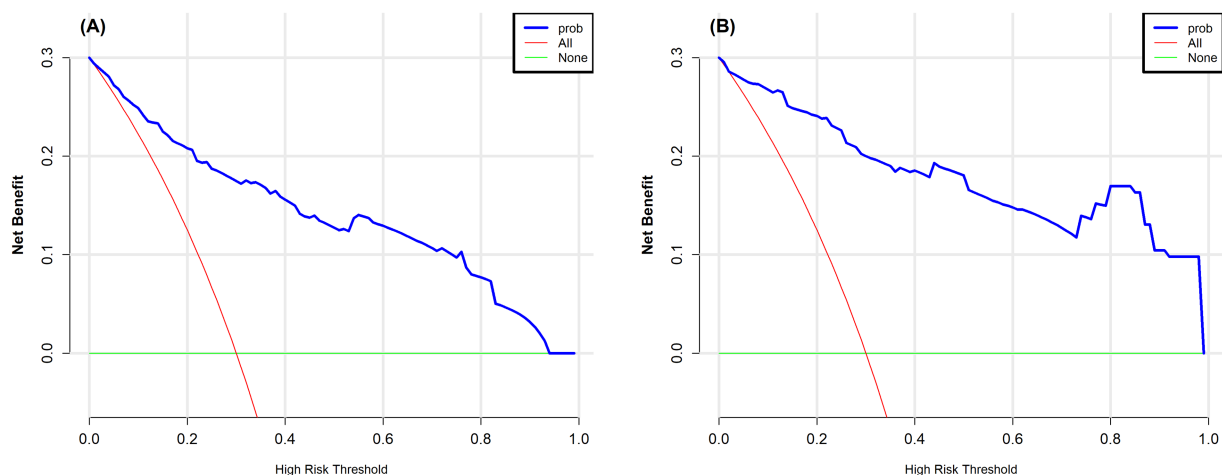 (A)
prob
All
None
Net Benefit
0.3
0.2
0.1
0.0
0.0 0.2 0.4 0.6 0.8 1.0
High Risk Threshold
(B)
prob
All
None
Net Benefit
0.3
0.2
0.1
0.0
0.0 0.2 0.4 0.6 0.8 1.0
High Risk Threshold